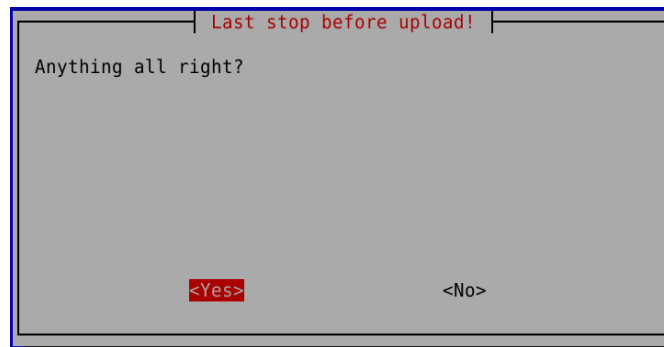 Last stop before upload!
Anything all right?
<Yes> <No>